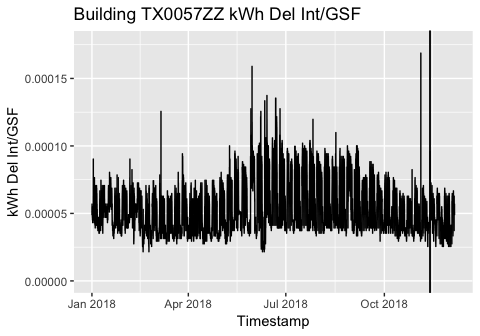 Building TX0057ZZ kWh Del Int/GSF
kWh Del Int/GSF
0.00015
0.00010
0.00005
0.00000
Jan 2018
Apr 2018
Jul 2018
Oct 2018
Timestamp